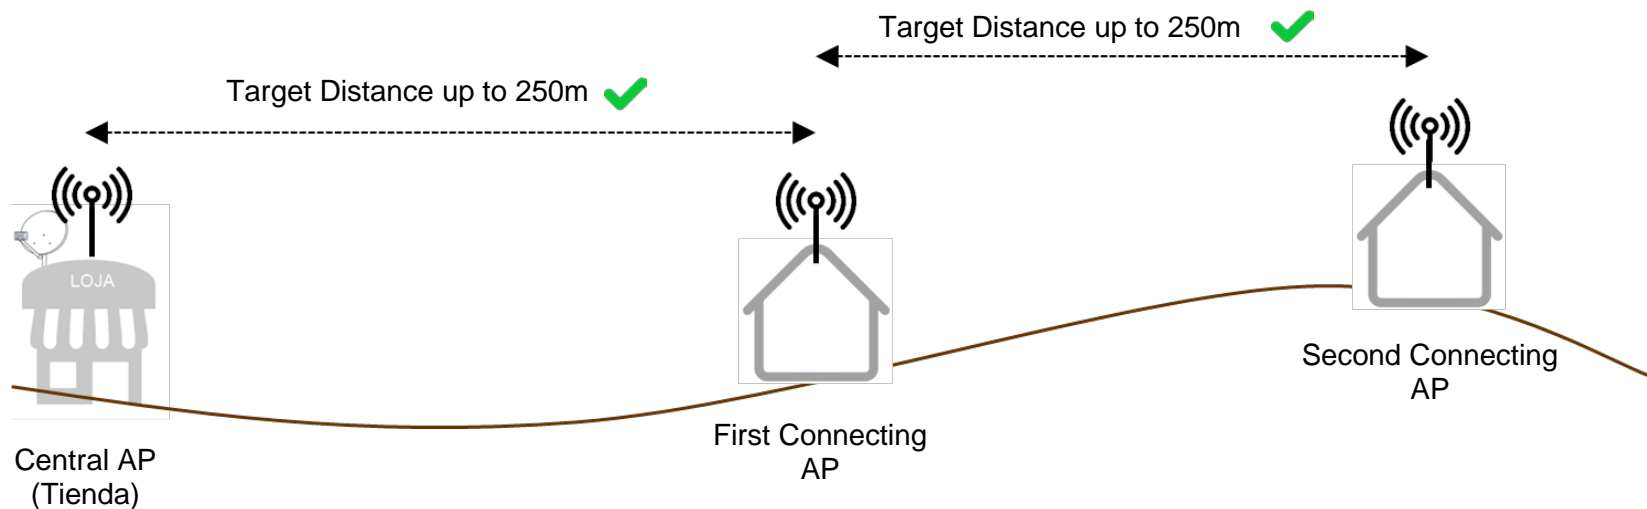 Target Distance up to 250m
Target Distance up to 250m
LOJA
Central AP
(Tienda)
First Connecting
AP
Second Connecting
AP